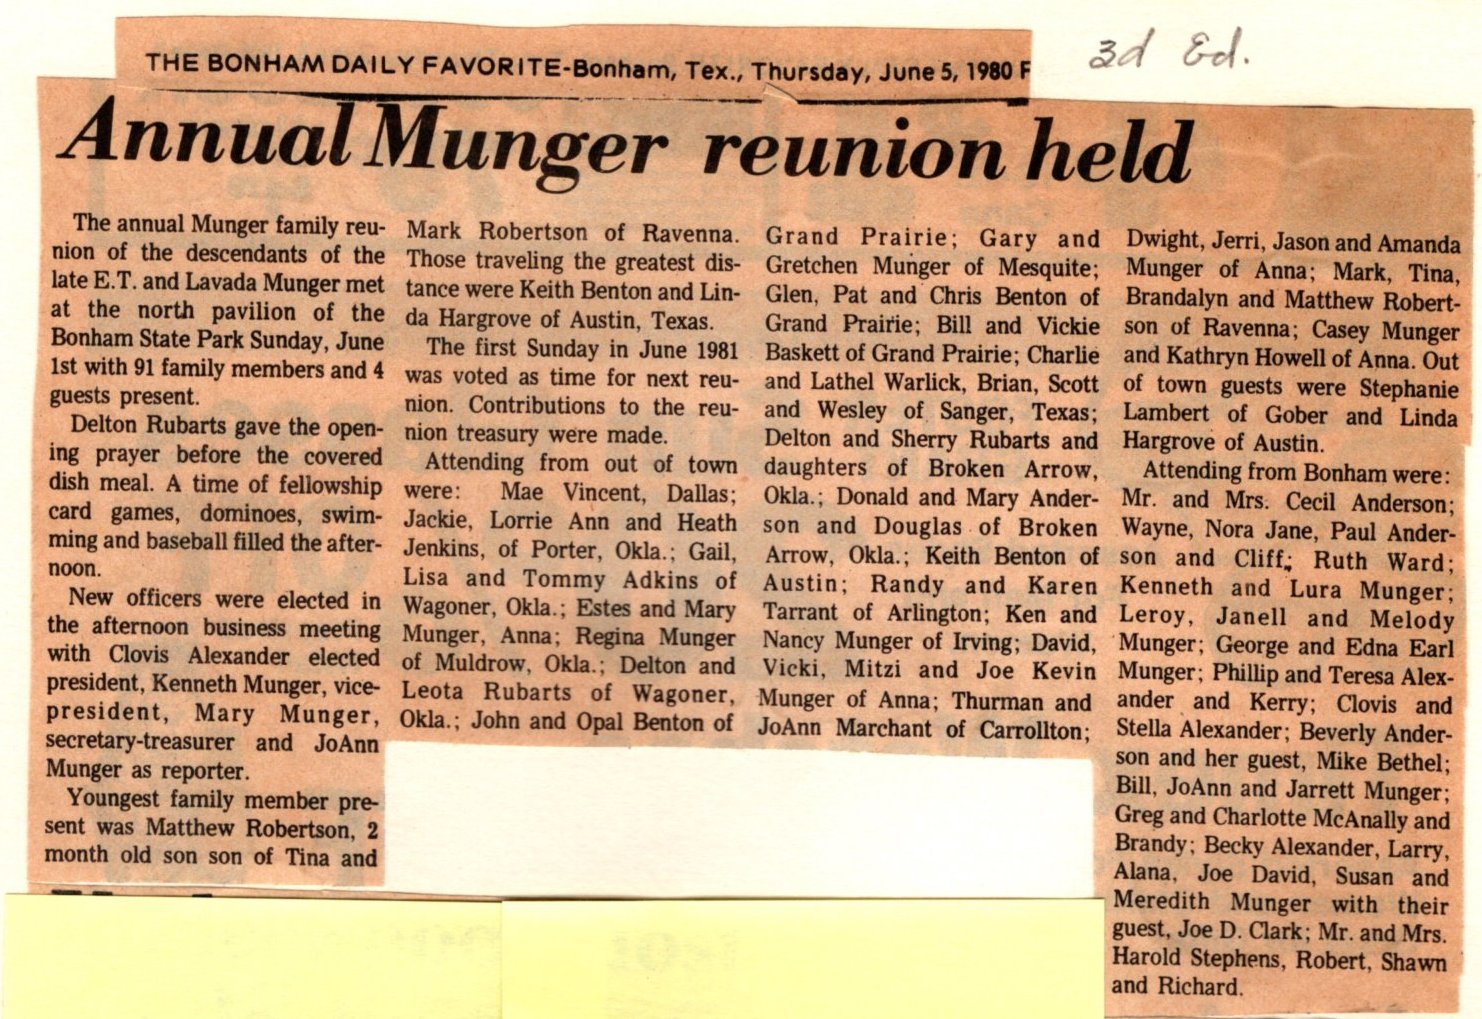 THE BONHAM DAILY FAVORITE-Bonham, Tex., Thursday, June 5, 1980 F
3d Ed.
Annual Munger reunion held
The annual Munger family reu-
nion of the descendants of the
late E.T. and Lavada Munger met
at the north pavilion of the
Bonham State Park Sunday, June
1st with 91 family members and 4
guests present.
Delton Rubarts gave the open-
ing prayer before the covered
dish meal. A time of fellowship
card games, dominoes, swim-
ming and baseball filled the after-
noon.
New officers were elected in
the afternoon business meeting
with Clovis Alexander elected
president, Kenneth Munger, vice-
president, Mary Munger,
secretary-treasurer and JoAnn
Munger as reporter.
Youngest family member pre-
sent was Matthew Robertson, 2
month old son son of Tina and
Mark Robertson of Ravenna.
Those traveling the greatest dis-
tance were Keith Benton and Lin-
da Hargrove of Austin, Texas.
The first Sunday in June 1981
was voted as time for next reu-
nion. Contributions to the reu-
nion treasury were made.
Attending from out of town
were: Mae Vincent, Dallas;
Jackie, Lorrie Ann and Heath
Jenkins, of Porter, Okla.; Gail,
Lisa and Tommy Adkins of
Wagoner, Okla.; Estes and Mary
Munger, Anna; Regina Munger
of Muldrow, Okla.; Delton and
Leota Rubarts of Wagoner,
Okla.; John and Opal Benton of
Grand Prairie; Gary and
Gretchen Munger of Mesquite;
Glen, Pat and Chris Benton of
Grand Prairie; Bill and Vickie
Baskett of Grand Prairie; Charlie
and Lathel Warlick, Brian, Scott
and Wesley of Sanger, Texas;
Delton and Sherry Rubarts and
daughters of Broken Arrow,
Okla.; Donald and Mary Ander-
son and Douglas of Broken
Arrow, Okla.; Keith Benton of
Austin; Randy and Karen
Tarrant of Arlington; Ken and
Nancy Munger of Irving; David,
Vicki, Mitzi and Joe Kevin
Munger of Anna; Thurman and
JoAnn Marchant of Carrollton;
Dwight, Jerri, Jason and Amanda
Munger of Anna; Mark, Tina,
Brandalyn and Matthew Robert-
son of Ravenna; Casey Munger
and Kathryn Howell of Anna. Out
of town guests were Stephanie
Lambert of Gober and Linda
Hargrove of Austin.
Attending from Bonham were:
Mr. and Mrs. Cecil Anderson;
Wayne, Nora Jane, Paul Ander-
son and Cliff; Ruth Ward;
Kenneth and Lura Munger;
Leroy, Janell and Melody
Munger; George and Edna Earl
Munger; Phillip and Teresa Alex-
ander and Kerry; Clovis and
Stella Alexander; Beverly Ander-
son and her guest, Mike Bethel;
Bill, JoAnn and Jarrett Munger;
Greg and Charlotte McAnally and
Brandy; Becky Alexander, Larry,
Alana, Joe David, Susan and
Meredith Munger with their
guest, Joe D. Clark; Mr. and Mrs.
Harold Stephens, Robert, Shawn
and Richard.